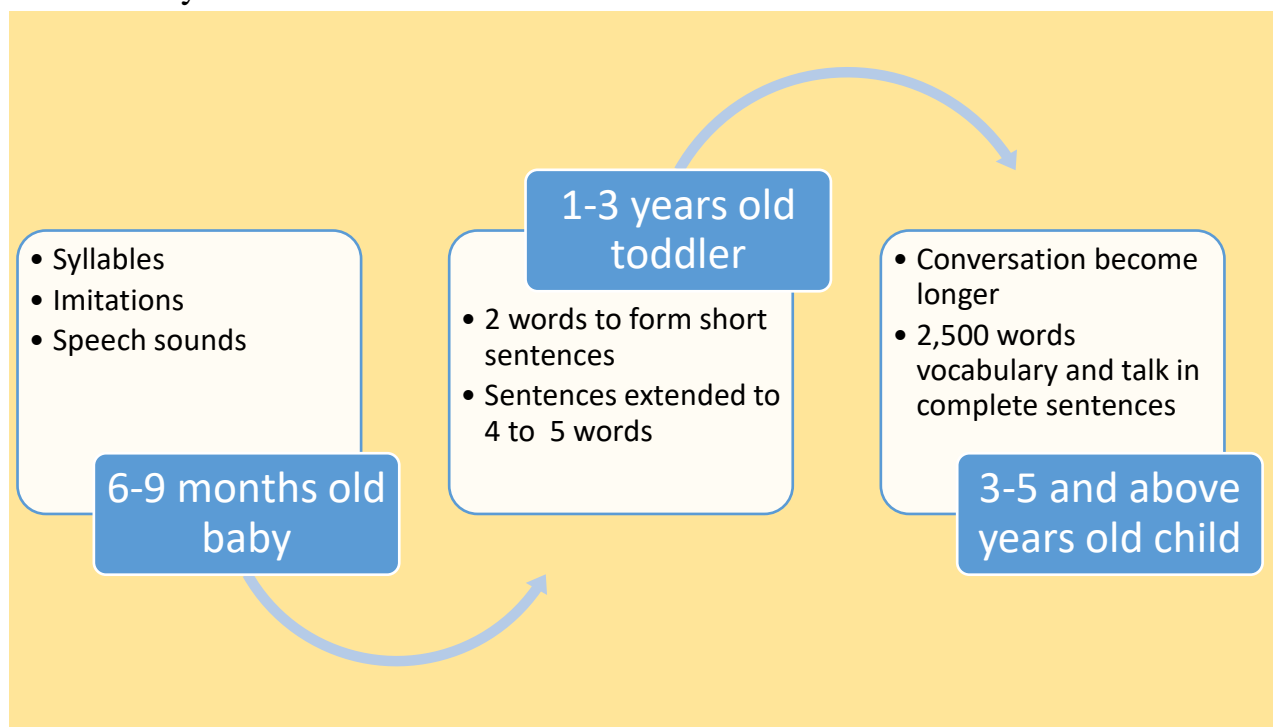 • Syllables
• Imitations
• Speech sounds
6-9 months old
baby
1-3 years old
toddler
• 2 words to form short
sentences
• Sentences extended to
4 to 5 words
• Conversation become
longer
• 2,500 words
vocabulary and talk in
complete sentences
3-5 and above
years old child